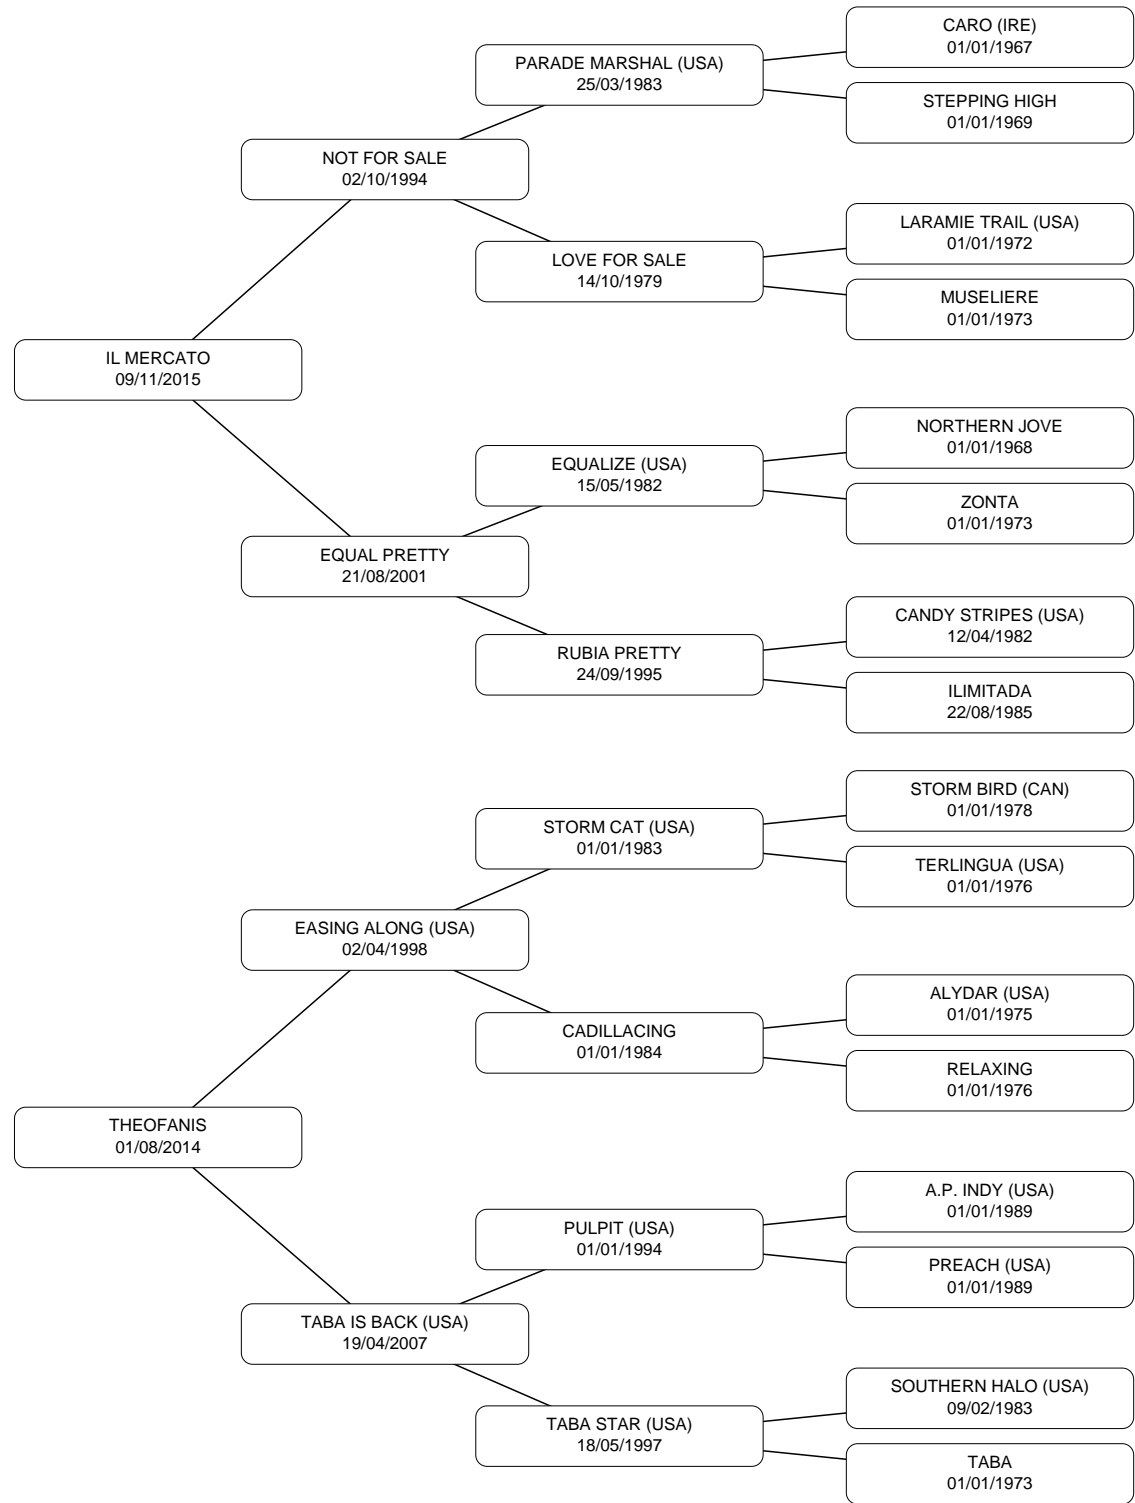 CARO (IRE)
01/01/1967
PARADE MARSHAL (USA)
25/03/1983
STEPPING HIGH
01/01/1969
NOT FOR SALE
02/10/1994
LARAMIE TRAIL (USA)
01/01/1972
LOVE FOR SALE
14/10/1979
MUSELIERE
01/01/1973
IL MERCATO
09/11/2015
NORTHERN JOVE
01/01/1968
EQUALIZE (USA)
15/05/1982
ZONTA
01/01/1973
EQUAL PRETTY
21/08/2001
CANDY STRIPES (USA)
12/04/1982
RUBIA PRETTY
24/09/1995
ILIMITADA
22/08/1985
STORM BIRD (CAN)
01/01/1978
STORM CAT (USA)
01/01/1983
TERLINGUA (USA)
01/01/1976
EASING ALONG (USA)
02/04/1998
ALYDAR (USA)
01/01/1975
CADILLACING
01/01/1984
RELAXING
01/01/1976
THEOFANIS
01/08/2014
A.P. INDY (USA)
01/01/1989
PULPIT (USA)
01/01/1994
PREACH (USA)
01/01/1989
TABA IS BACK (USA)
19/04/2007
SOUTHERN HALO (USA)
09/02/1983
TABA STAR (USA)
18/05/1997
TABA
01/01/1973